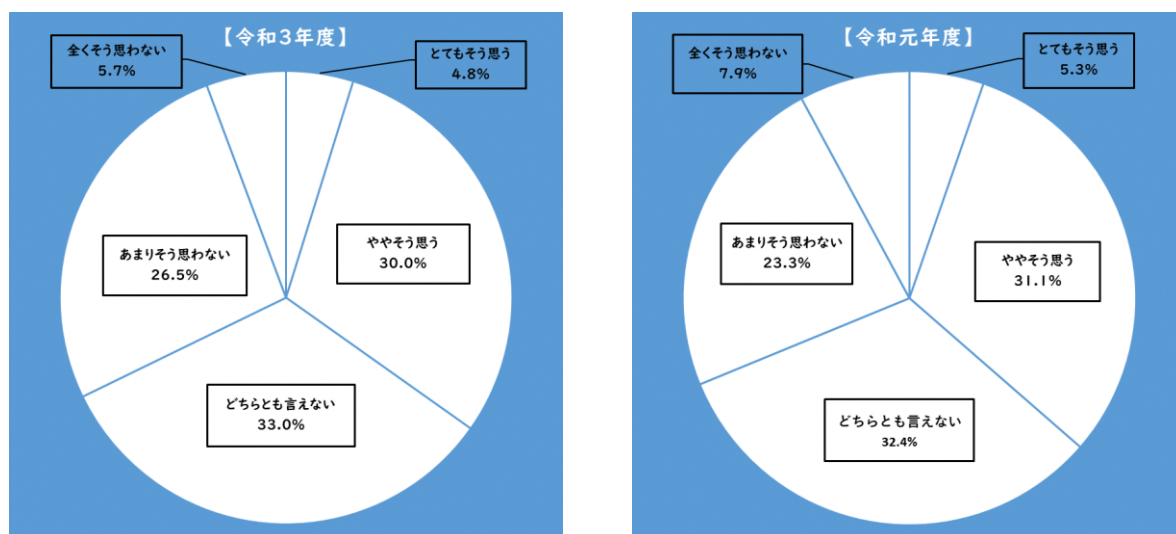 【令和3年度】
全くそう思わない
5.7%
とてもそう思う
4.8%
あまりそう思わない
26.5%
ややそう思う
30.0%
どちらとも言えない
33.0%
【令和元年度】
全くそう思わない
7.9%
とてもそう思う
5.3%
あまりそう思わない
23.3%
ややそう思う
31.1%
どちらとも言えない
32.4%